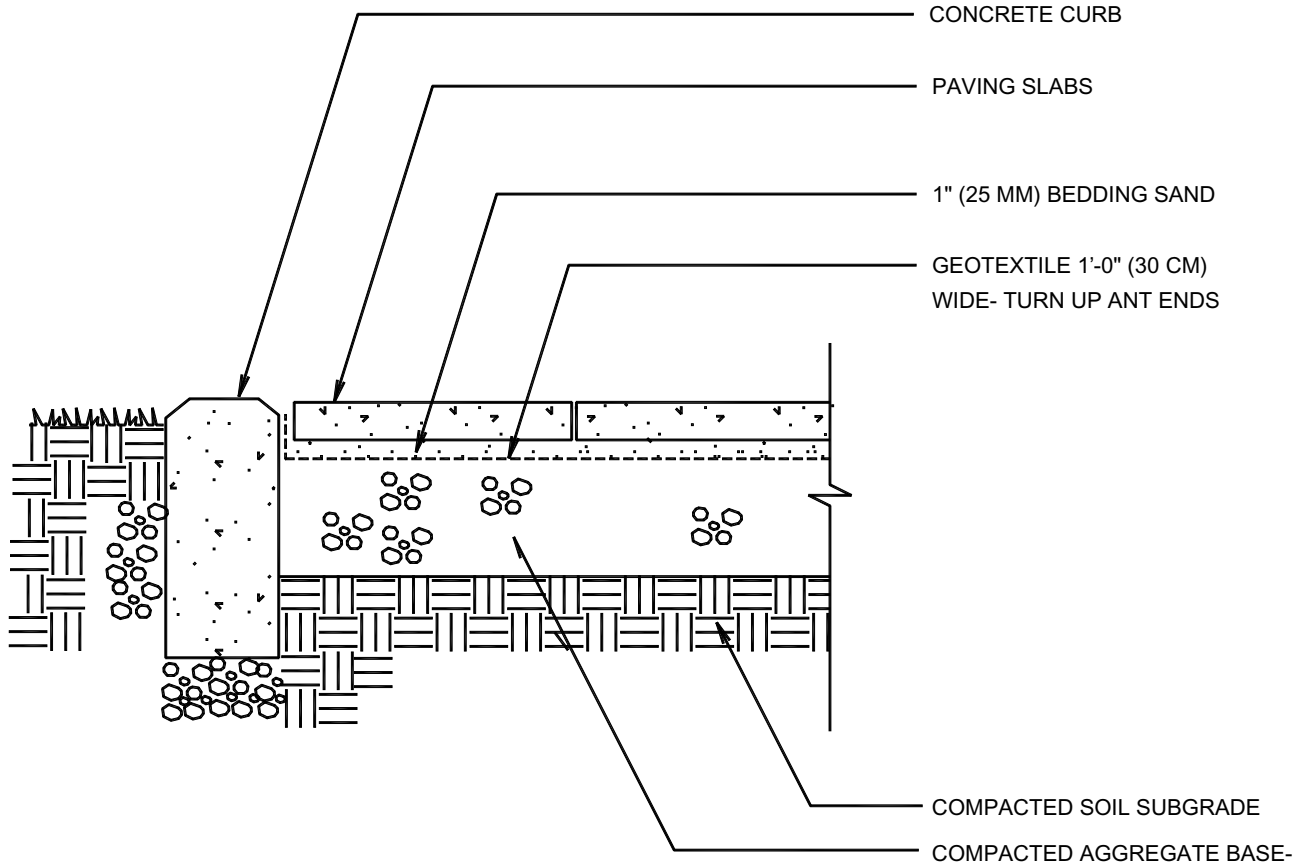 CONCRETE CURB
PAVING SLABS
1" (25 MM) BEDDING SAND
GEOTEXTILE 1'-0" (30 CM)
WIDE- TURN UP ANT ENDS
COMPACTED SOIL SUBGRADE
COMPACTED AGGREGATE BASE-